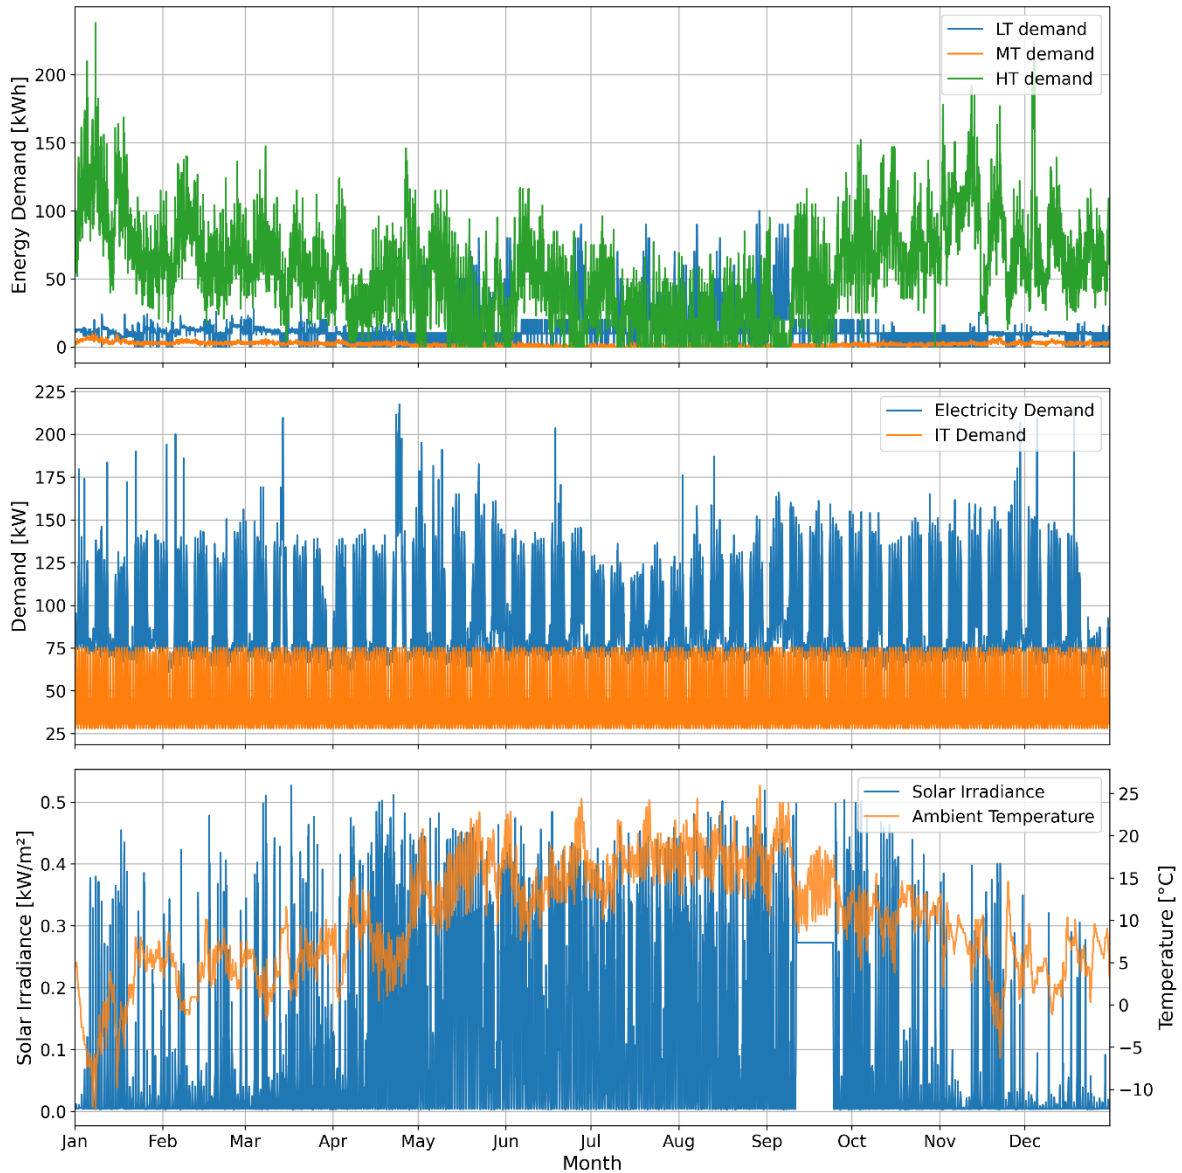 Energy Demand [kWh]
200
150
100
50
0
LT demand
MT demand
HT demand
Demand [kW]
225
200
175
150
125
100
75
50
25
Electricity Demand
IT Demand
Solar Irradiance [kW/m²]
0.5
0.4
0.3
0.2
0.1
0.0
Solar Irradiance
Ambient Temperature
25
20
15
10
5
0
−5
−10
Temperature [°C]
Jan Feb Mar Apr May Jun Jul Aug Sep Oct Nov Dec
Month